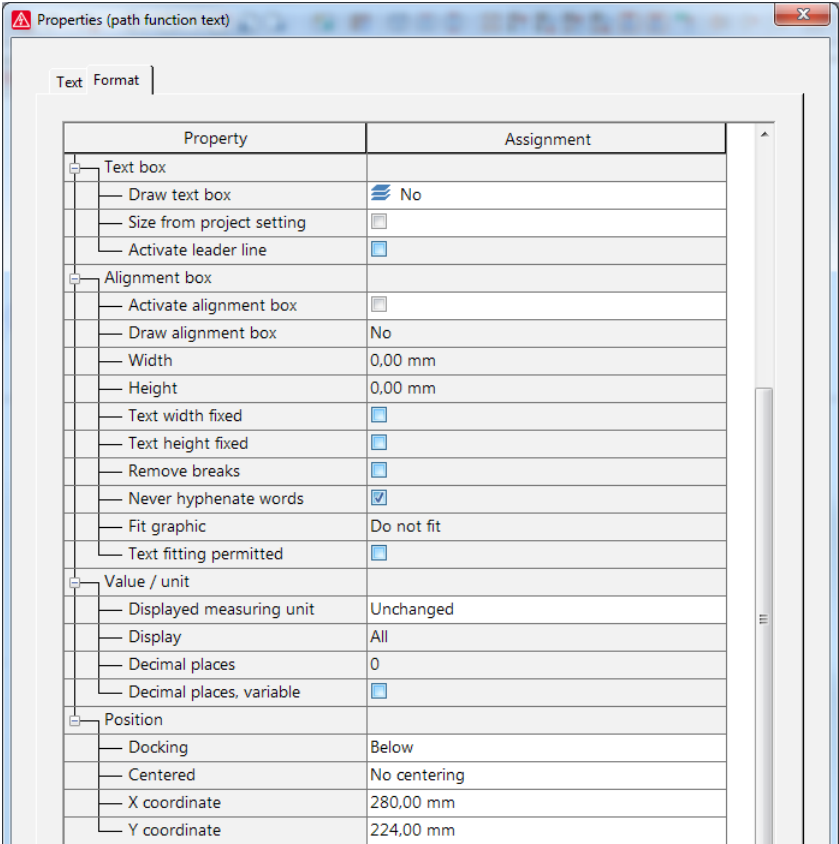 Properties (path function text)
x
Text Format
Property Assignment
Text box
Draw text box No
Size from project setting
Activate leader line
Alignment box
Activate alignment box
Draw alignment box No
Width 0,00 mm
Height 0,00 mm
Text width fixed
Text height fixed
Remove breaks
Never hyphenate words
Fit graphic Do not fit
Text fitting permitted
Value / unit
Displayed measuring unit Unchanged
Display All
Decimal places 0
Decimal places, variable
Position
Docking Below
Centered No centering
X coordinate 280,00 mm
Y coordinate 224,00 mm